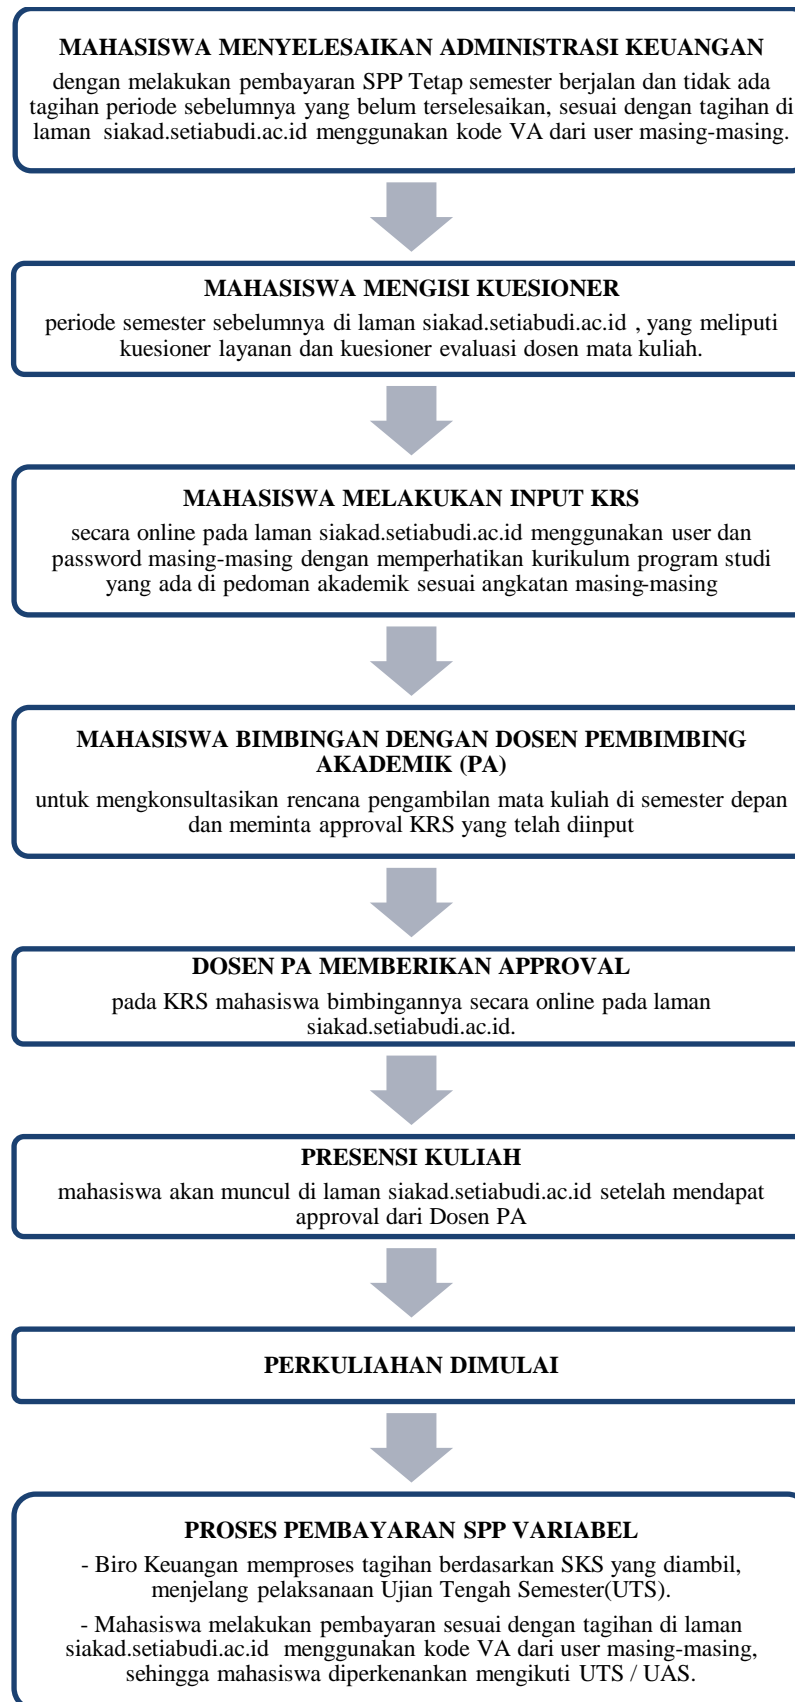 MAHASISWA MENYELESAIKAN ADMINISTRASI KEUANGAN
dengan melakukan pembayaran SPP Tetap semester berjalan dan tidak ada
tagihan periode sebelumnya yang belum terselesaikan, sesuai dengan tagihan di
laman siakad.setiabudi.ac.id menggunakan kode VA dari user masing-masing.
MAHASISWA MENGISI KUESIONER
periode semester sebelumnya di laman siakad.setiabudi.ac.id , yang meliputi
kuesioner layanan dan kuesioner evaluasi dosen mata kuliah.
MAHASISWA MELAKUKAN INPUT KRS
secara online pada laman siakad.setiabudi.ac.id menggunakan user dan
password masing-masing dengan memperhatikan kurikulum program studi
yang ada di pedoman akademik sesuai angkatan masing-masing
MAHASISWA BIMBINGAN DENGAN DOSEN PEMBIMBING
AKADEMIK (PA)
untuk mengkonsultasikan rencana pengambilan mata kuliah di semester depan
dan meminta approval KRS yang telah diinput
DOSEN PA MEMBERIKAN APPROVAL
pada KRS mahasiswa bimbingannya secara online pada laman
siakad.setiabudi.ac.id.
PRESENSI KULIAH
mahasiswa akan muncul di laman siakad.setiabudi.ac.id setelah mendapat
approval dari Dosen PA
PERKULIAHAN DIMULAI
PROSES PEMBAYARAN SPP VARIABEL
- Biro Keuangan memproses tagihan berdasarkan SKS yang diambil,
menjelang pelaksanaan Ujian Tengah Semester(UTS).
- Mahasiswa melakukan pembayaran sesuai dengan tagihan di laman
siakad.setiabudi.ac.id menggunakan kode VA dari user masing-masing,
sehingga mahasiswa diperkenankan mengikuti UTS / UAS.